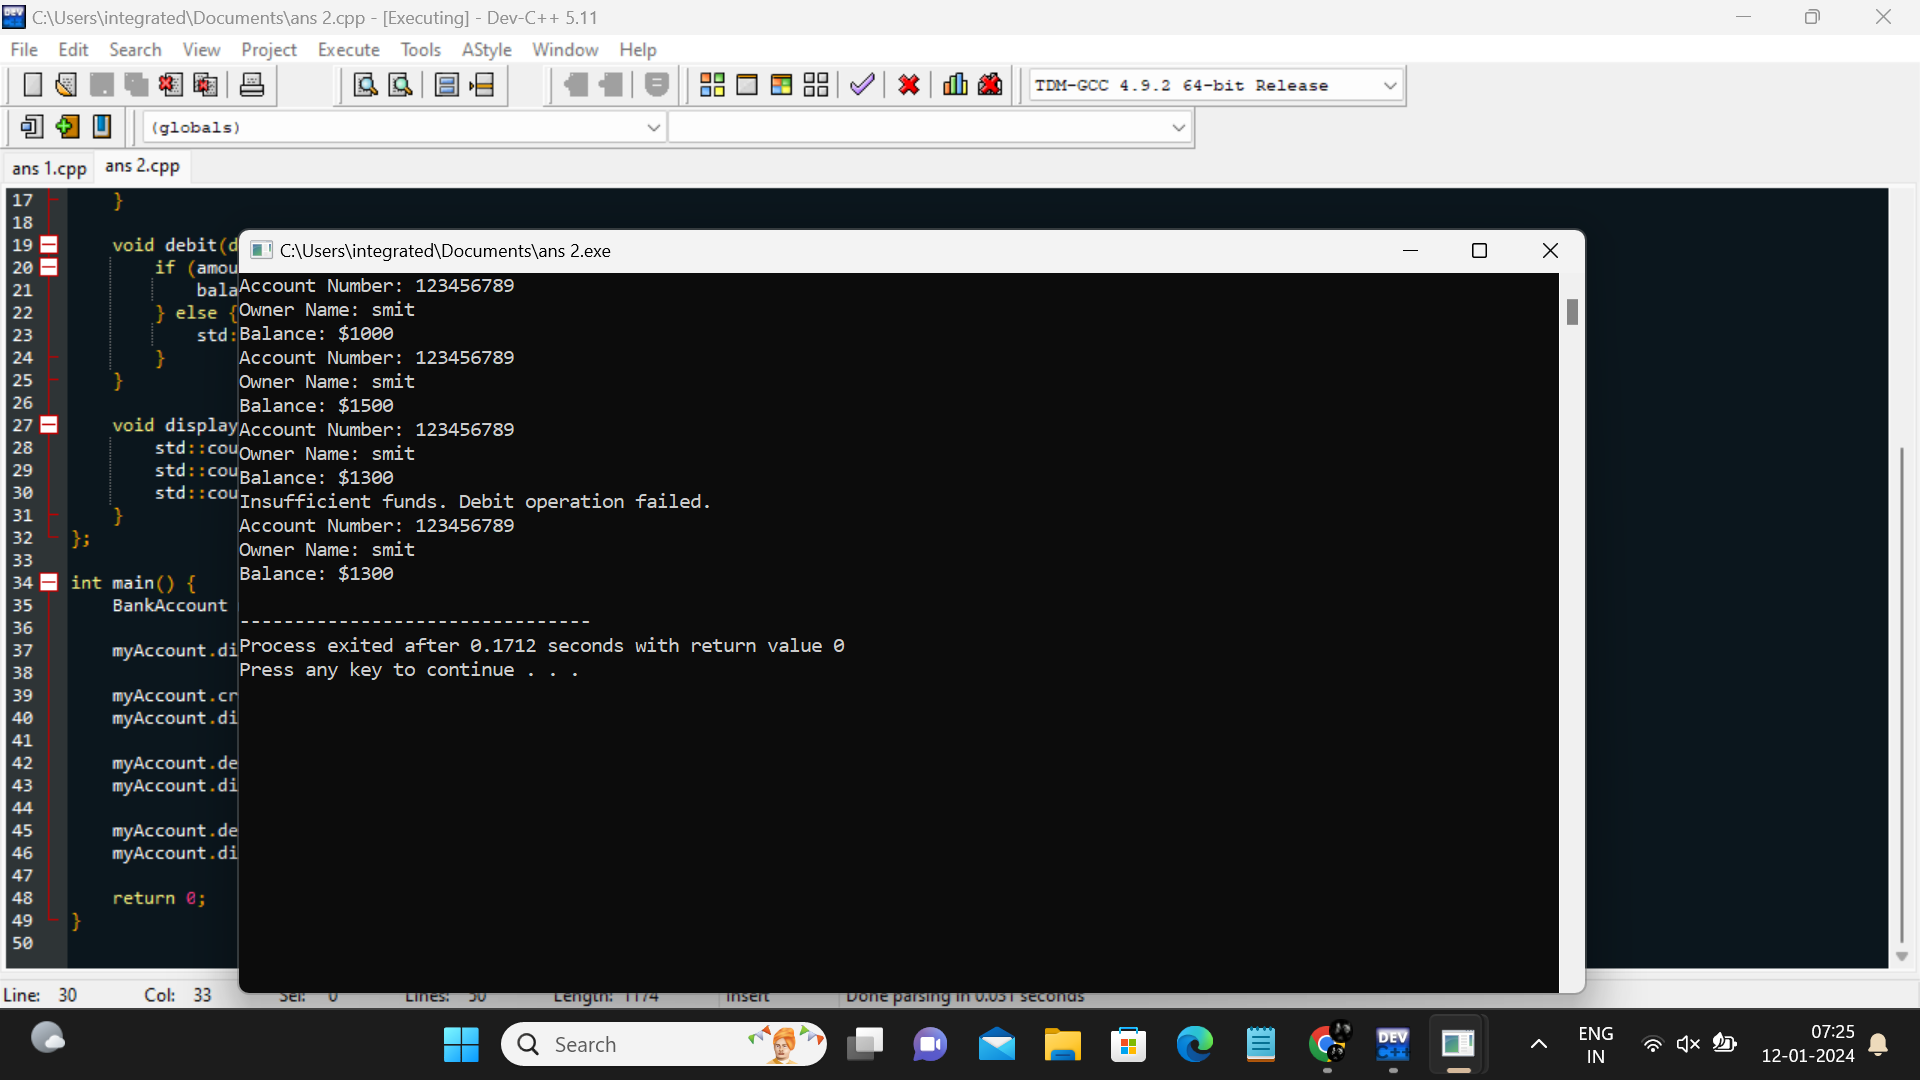 C:\Users\integrated\Documents\ans 2.cpp - [Executing] - Dev-C++ 5.11
File Edit Search View Project Execute Tools AStyle Window Help
TDM-GCC 4.9.2 64-bit Release
(globals)
ans 1.cpp ans 2.cpp
17 }
18
19 void debit(d
20 if (amou
21 bala
22 } else {
23 std:
24 }
25 }
26
27 void display
28 std::cou
29 std::cou
30 std::cou
31 }
32 };
33
34 int main() {
35 BankAccount
36
37 myAccount.di
38
39 myAccount.cr
40 myAccount.di
41
42 myAccount.de
43 myAccount.di
44
45 myAccount.de
46 myAccount.di
47
48 return 0;
49 }
50
C:\Users\integrated\Documents\ans 2.exe
Account Number: 123456789
Owner Name: smit
Balance: $1000
Account Number: 123456789
Owner Name: smit
Balance: $1500
Account Number: 123456789
Owner Name: smit
Balance: $1300
Insufficient funds. Debit operation failed.
Account Number: 123456789
Owner Name: smit
Balance: $1300
--------------------------------
Process exited after 0.1712 seconds with return value 0
Press any key to continue . . .
Line: 30 Col: 33 Sel: 0 Lines: 50 Length: 1174 Insert Done parsing in 0.031 seconds
Search
DEV C++
ENG
IN
07:25
12-01-2024